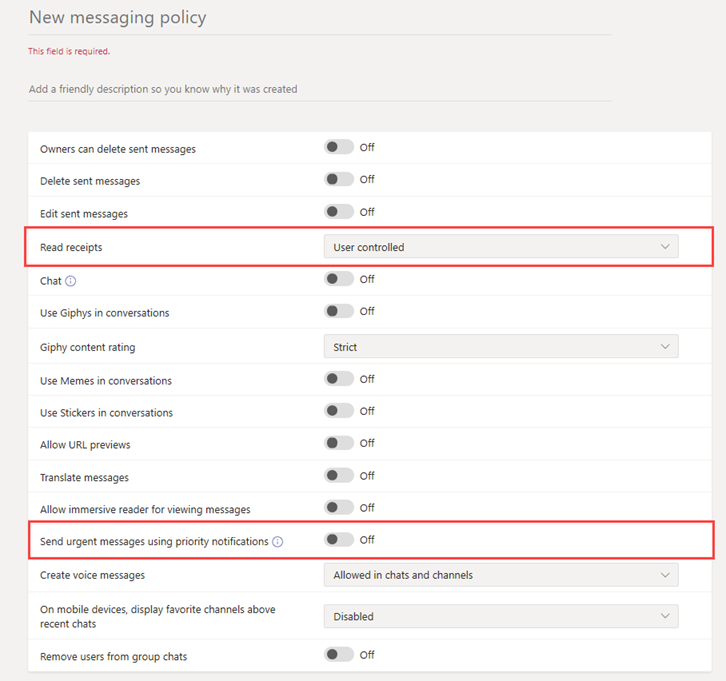 New messaging policy
This field is required.
Add a friendly description so you know why it was created
Owners can delete sent messages Off
Delete sent messages Off
Edit sent messages Off
Read receipts User controlled
Chat Off
Use Giphys in conversations Off
Giphy content rating Strict
Use Memes in conversations Off
Use Stickers in conversations Off
Allow URL previews Off
Translate messages Off
Allow immersive reader for viewing messages Off
Send urgent messages using priority notifications Off
Create voice messages Allowed in chats and channels
On mobile devices, display favorite channels above
recent chats Disabled
Remove users from group chats Off